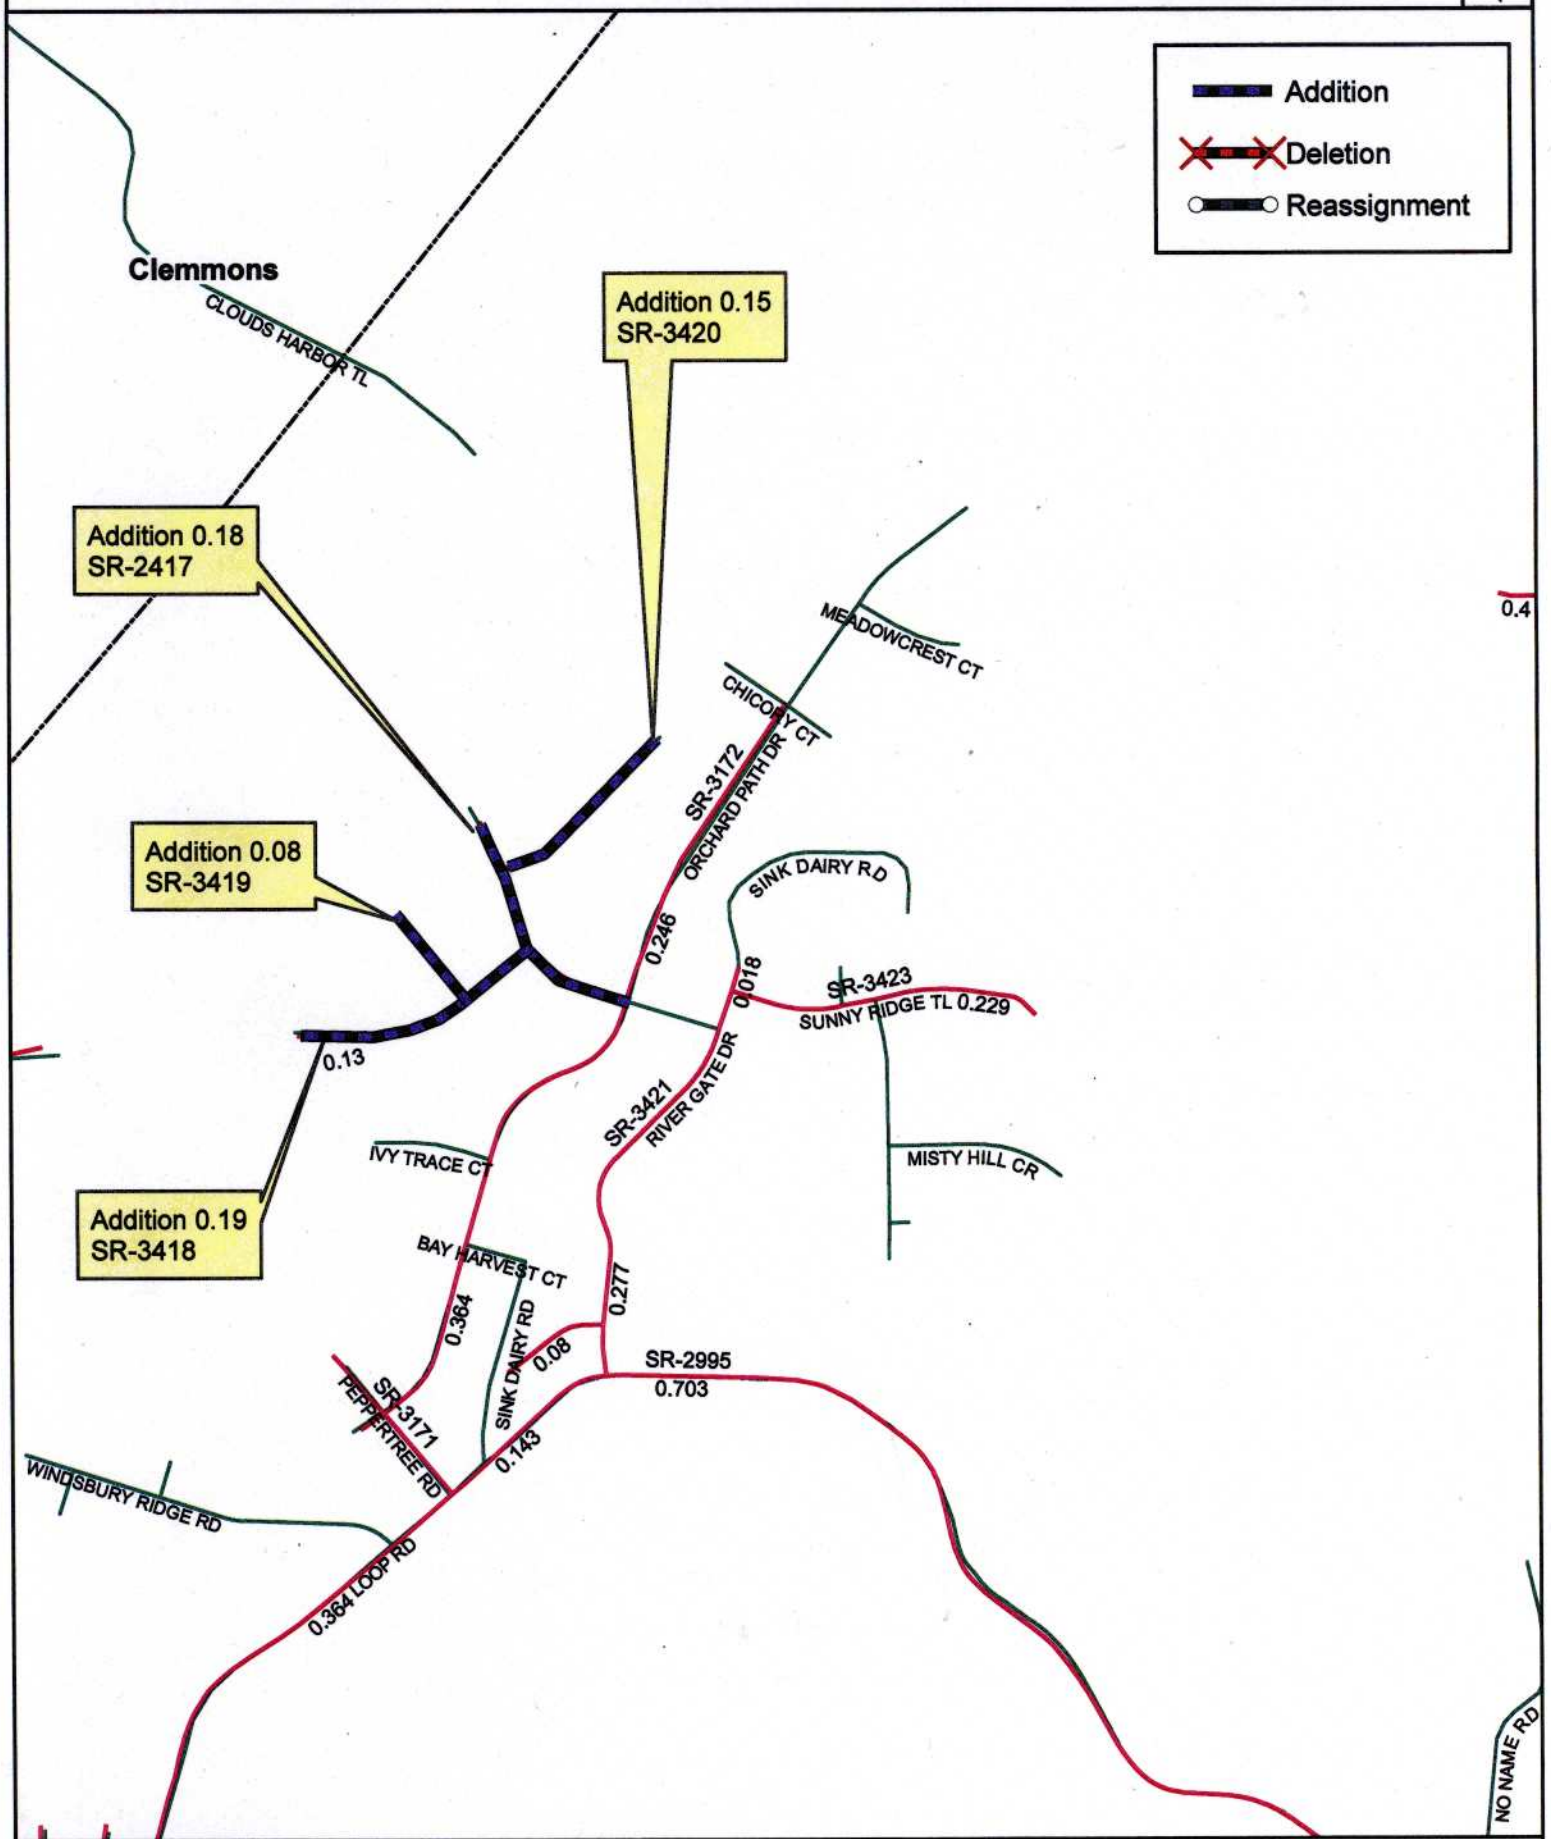 Addition
Deletion
Reassignment
Clemmons
CLOUDS HARBOR TL
Addition 0.15
SR-3420
Addition 0.18
SR-2417
0.4
MEADOWCREST CT
CHICORY CT
SR-3172
ORCHARD PATH DR
Addition 0.08
SR-3419
SINK DAIRY RD
0.246
0.018
SR-3423
SUNNY RIDGE TL 0.229
0.13
SR-3421
RIVER GATE DR
IVY TRACE CT
MISTY HILL CR
Addition 0.19
SR-3418
BAY HARVEST CT
0.277
0.364
SINK DAIRY RD
0.08
SR-2995
0.703
SR-3171
PEPPERTREE RD
0.143
WINDSBURY RIDGE RD
0.364 LOOP RD
NO NAME RD